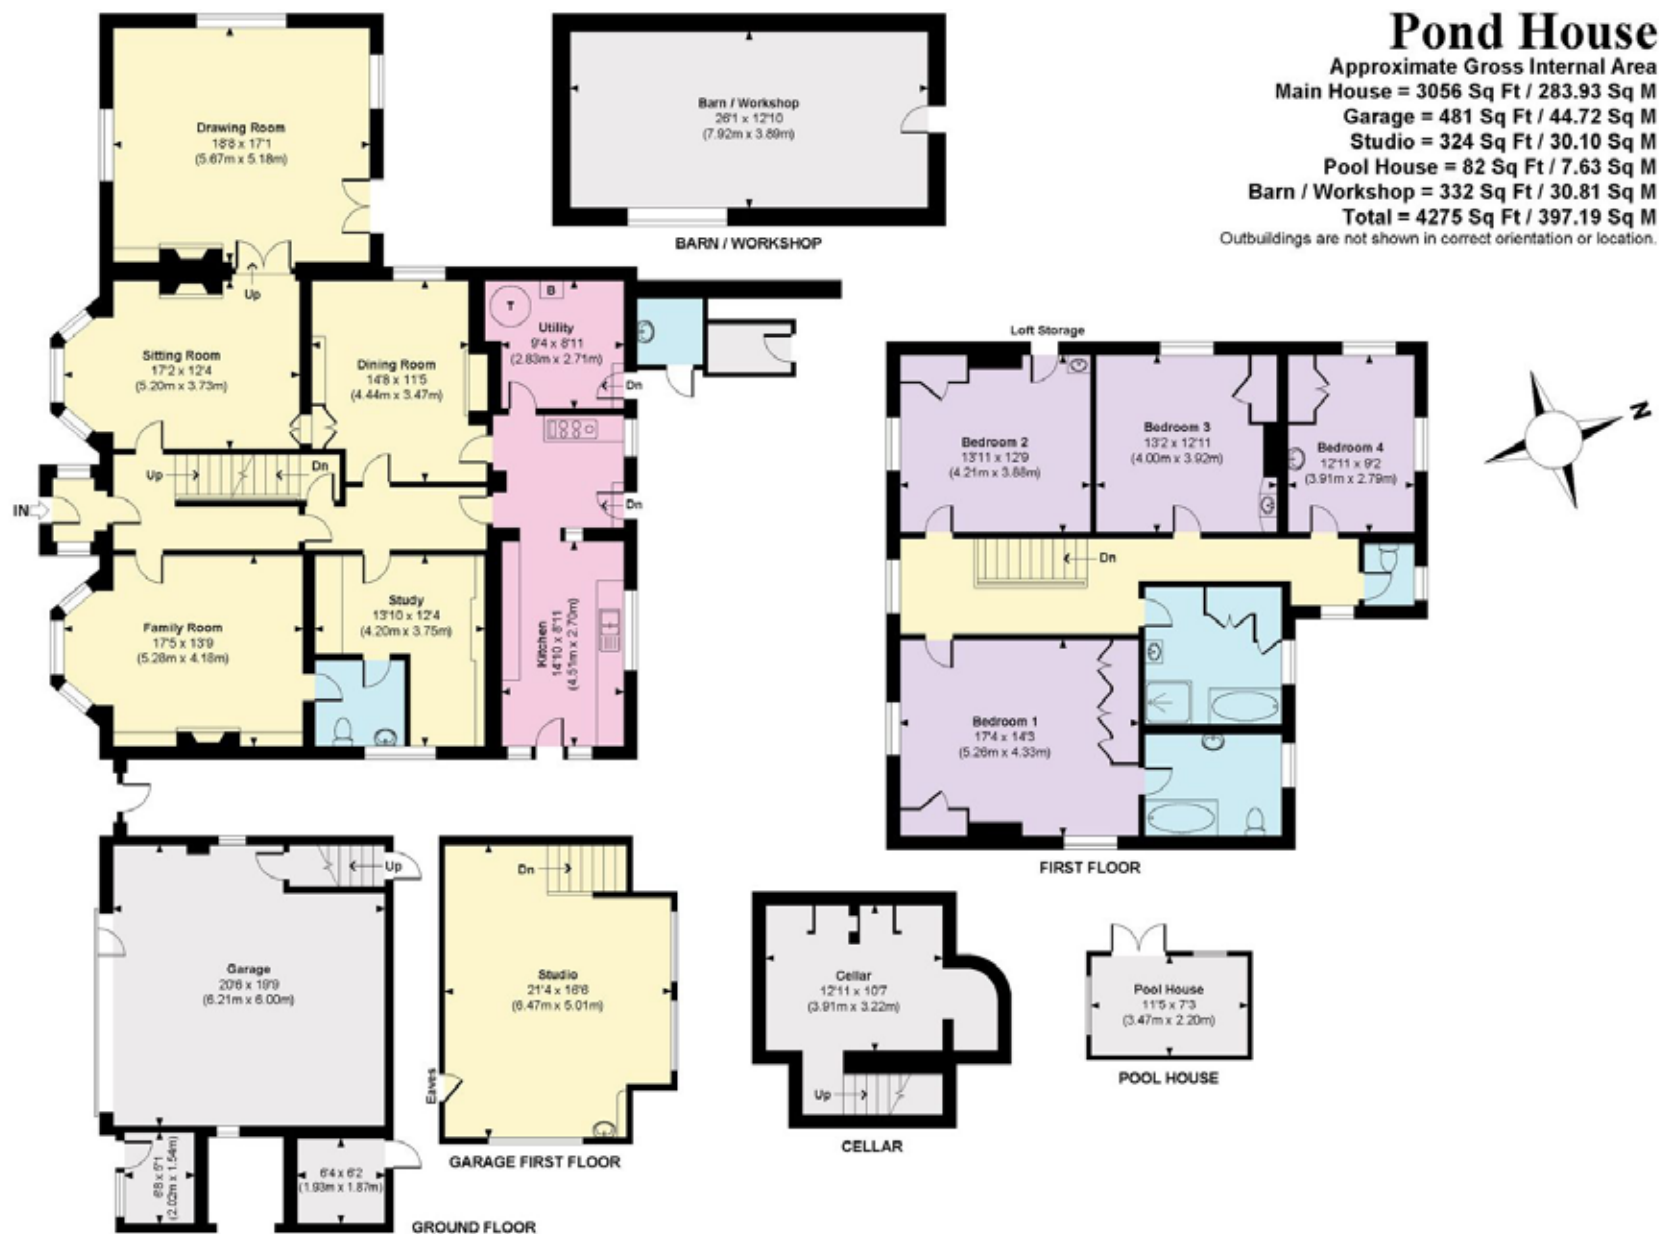 Pond House
Approximate Gross Internal Area
Main House = 3056 Sq Ft / 283.93 Sq M
Garage = 481 Sq Ft / 44.72 Sq M
Studio = 324 Sq Ft / 30.10 Sq M
Pool House = 82 Sq Ft / 7.63 Sq M
Barn / Workshop = 332 Sq Ft / 30.81 Sq M
Total = 4275 Sq Ft / 397.19 Sq M
Outbuildings are not shown in correct orientation or location.
Drawing Room
18'8 x 17'1
(5.67m x 5.18m)
Up
Barn / Workshop
26'1 x 12'10
(7.92m x 3.89m)
BARN / WORKSHOP
Sitting Room
17'2 x 12'4
(5.20m x 3.73m)
Dining Room
14'8 x 11'5
(4.44m x 3.47m)
T
B
Utility
9'4 x 8'11
(2.83m x 2.71m)
Dn
Up
Dn
IN
Dn
Family Room
17'5 x 13'9
(5.28m x 4.18m)
Study
13'10 x 12'4
(4.20m x 3.75m)
Kitchen
14'10 x 8'11
(4.51m x 2.70m)
Loft Storage
Bedroom 2
13'11 x 12'9
(4.21m x 3.88m)
Bedroom 3
13'2 x 12'11
(4.00m x 3.92m)
Bedroom 4
12'11 x 9'2
(3.91m x 2.79m)
N
Dn
Bedroom 1
17'4 x 14'3
(5.26m x 4.33m)
FIRST FLOOR
Up
Garage
20'6 x 19'9
(6.21m x 6.00m)
6'8 x 5'1
(2.02m x 1.54m)
6'4 x 6'2
(1.93m x 1.87m)
GROUND FLOOR
Dn
Studio
21'4 x 16'6
(6.47m x 5.01m)
Eaves
GARAGE FIRST FLOOR
Cellar
12'11 x 10'7
(3.91m x 3.22m)
Up
CELLAR
Pool House
11'5 x 7'3
(3.47m x 2.20m)
POOL HOUSE